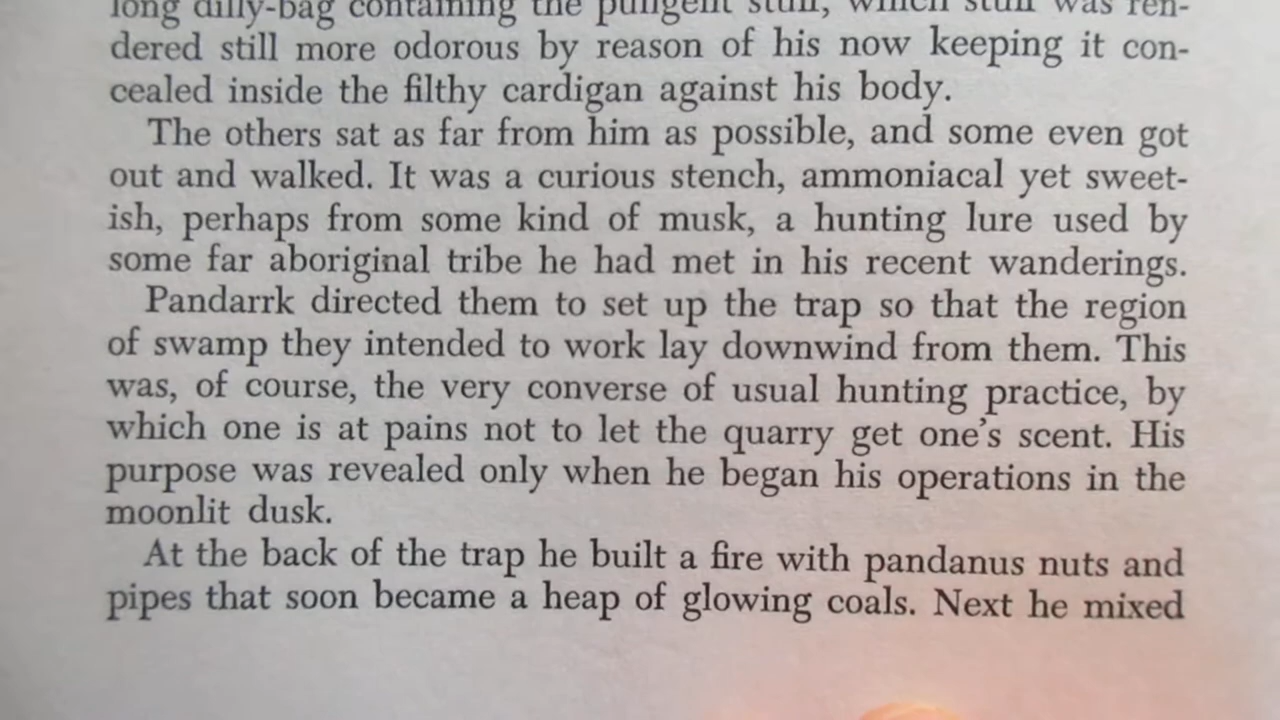 long dilly-bag containing the pungent stuff, which stuff was ren-
dered still more odorous by reason of his now keeping it con-
cealed inside the filthy cardigan against his body.
The others sat as far from him as possible, and some even got
out and walked. It was a curious stench, ammoniacal yet sweet-
ish, perhaps from some kind of musk, a hunting lure used by
some far aboriginal tribe he had met in his recent wanderings.
Pandarrk directed them to set up the trap so that the region
of swamp they intended to work lay downwind from them. This
was, of course, the very converse of usual hunting practice, by
which one is at pains not to let the quarry get one's scent. His
purpose was revealed only when he began his operations in the
moonlit dusk.
At the back of the trap he built a fire with pandanus nuts and
pipes that soon became a heap of glowing coals. Next he mixed